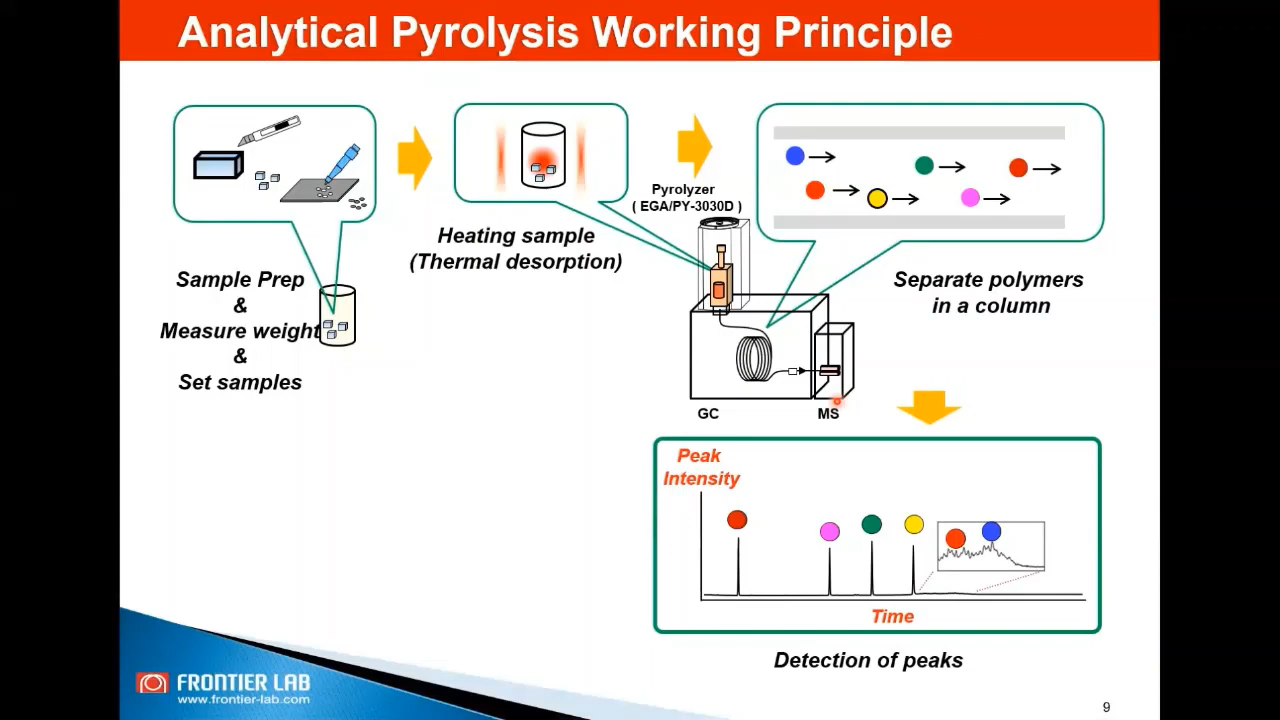 Analytical Pyrolysis Working Principle
Sample Prep
&
Measure weight
&
Set samples
Heating sample
(Thermal desorption)
Pyrolyzer
( EGA/PY-3030D )
Separate polymers
in a column
GC
MS
Peak
Intensity
Time
Detection of peaks
FRONTIER LAB
www.frontier-lab.com
9